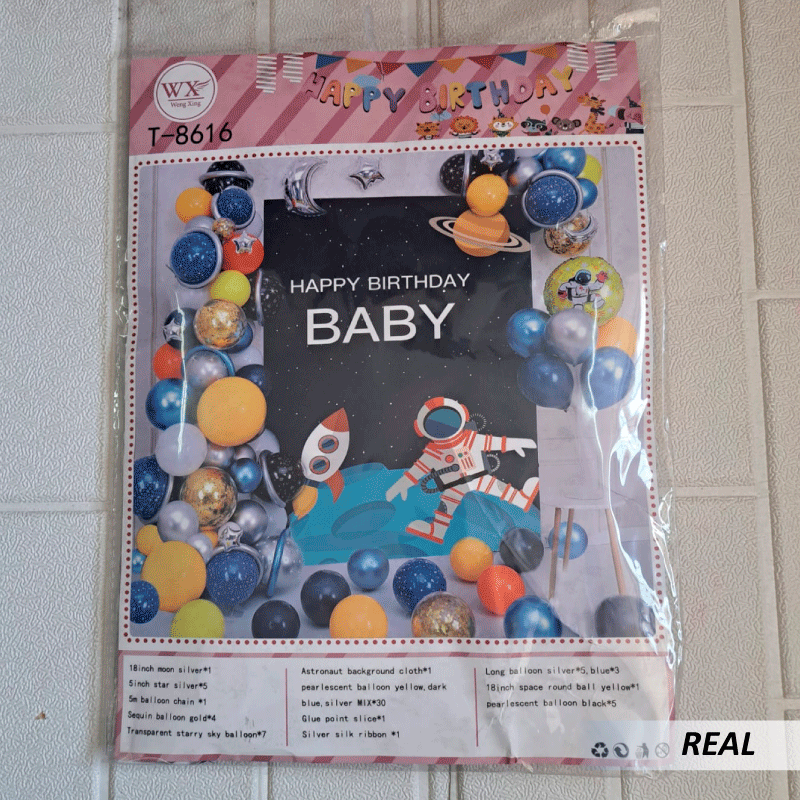 WX
Wang Xing
HAPPY BIRTHDAY
T-8616
HAPPY BIRTHDAY
BABY
18inch moon silver*1
5inch star silver*5
5m balloon chain *1
Sequin balloon gold*4
Transparent starry sky balloon*7
Astronaut background cloth*1
pearlescent balloon yellow,dark
blue,silver MIX*30
Glue point slice*1
Silver silk ribbon *1
Long balloon silver*5,blue*3
18inch space round ball yellow*1
pearlescent balloon black*5
REAL